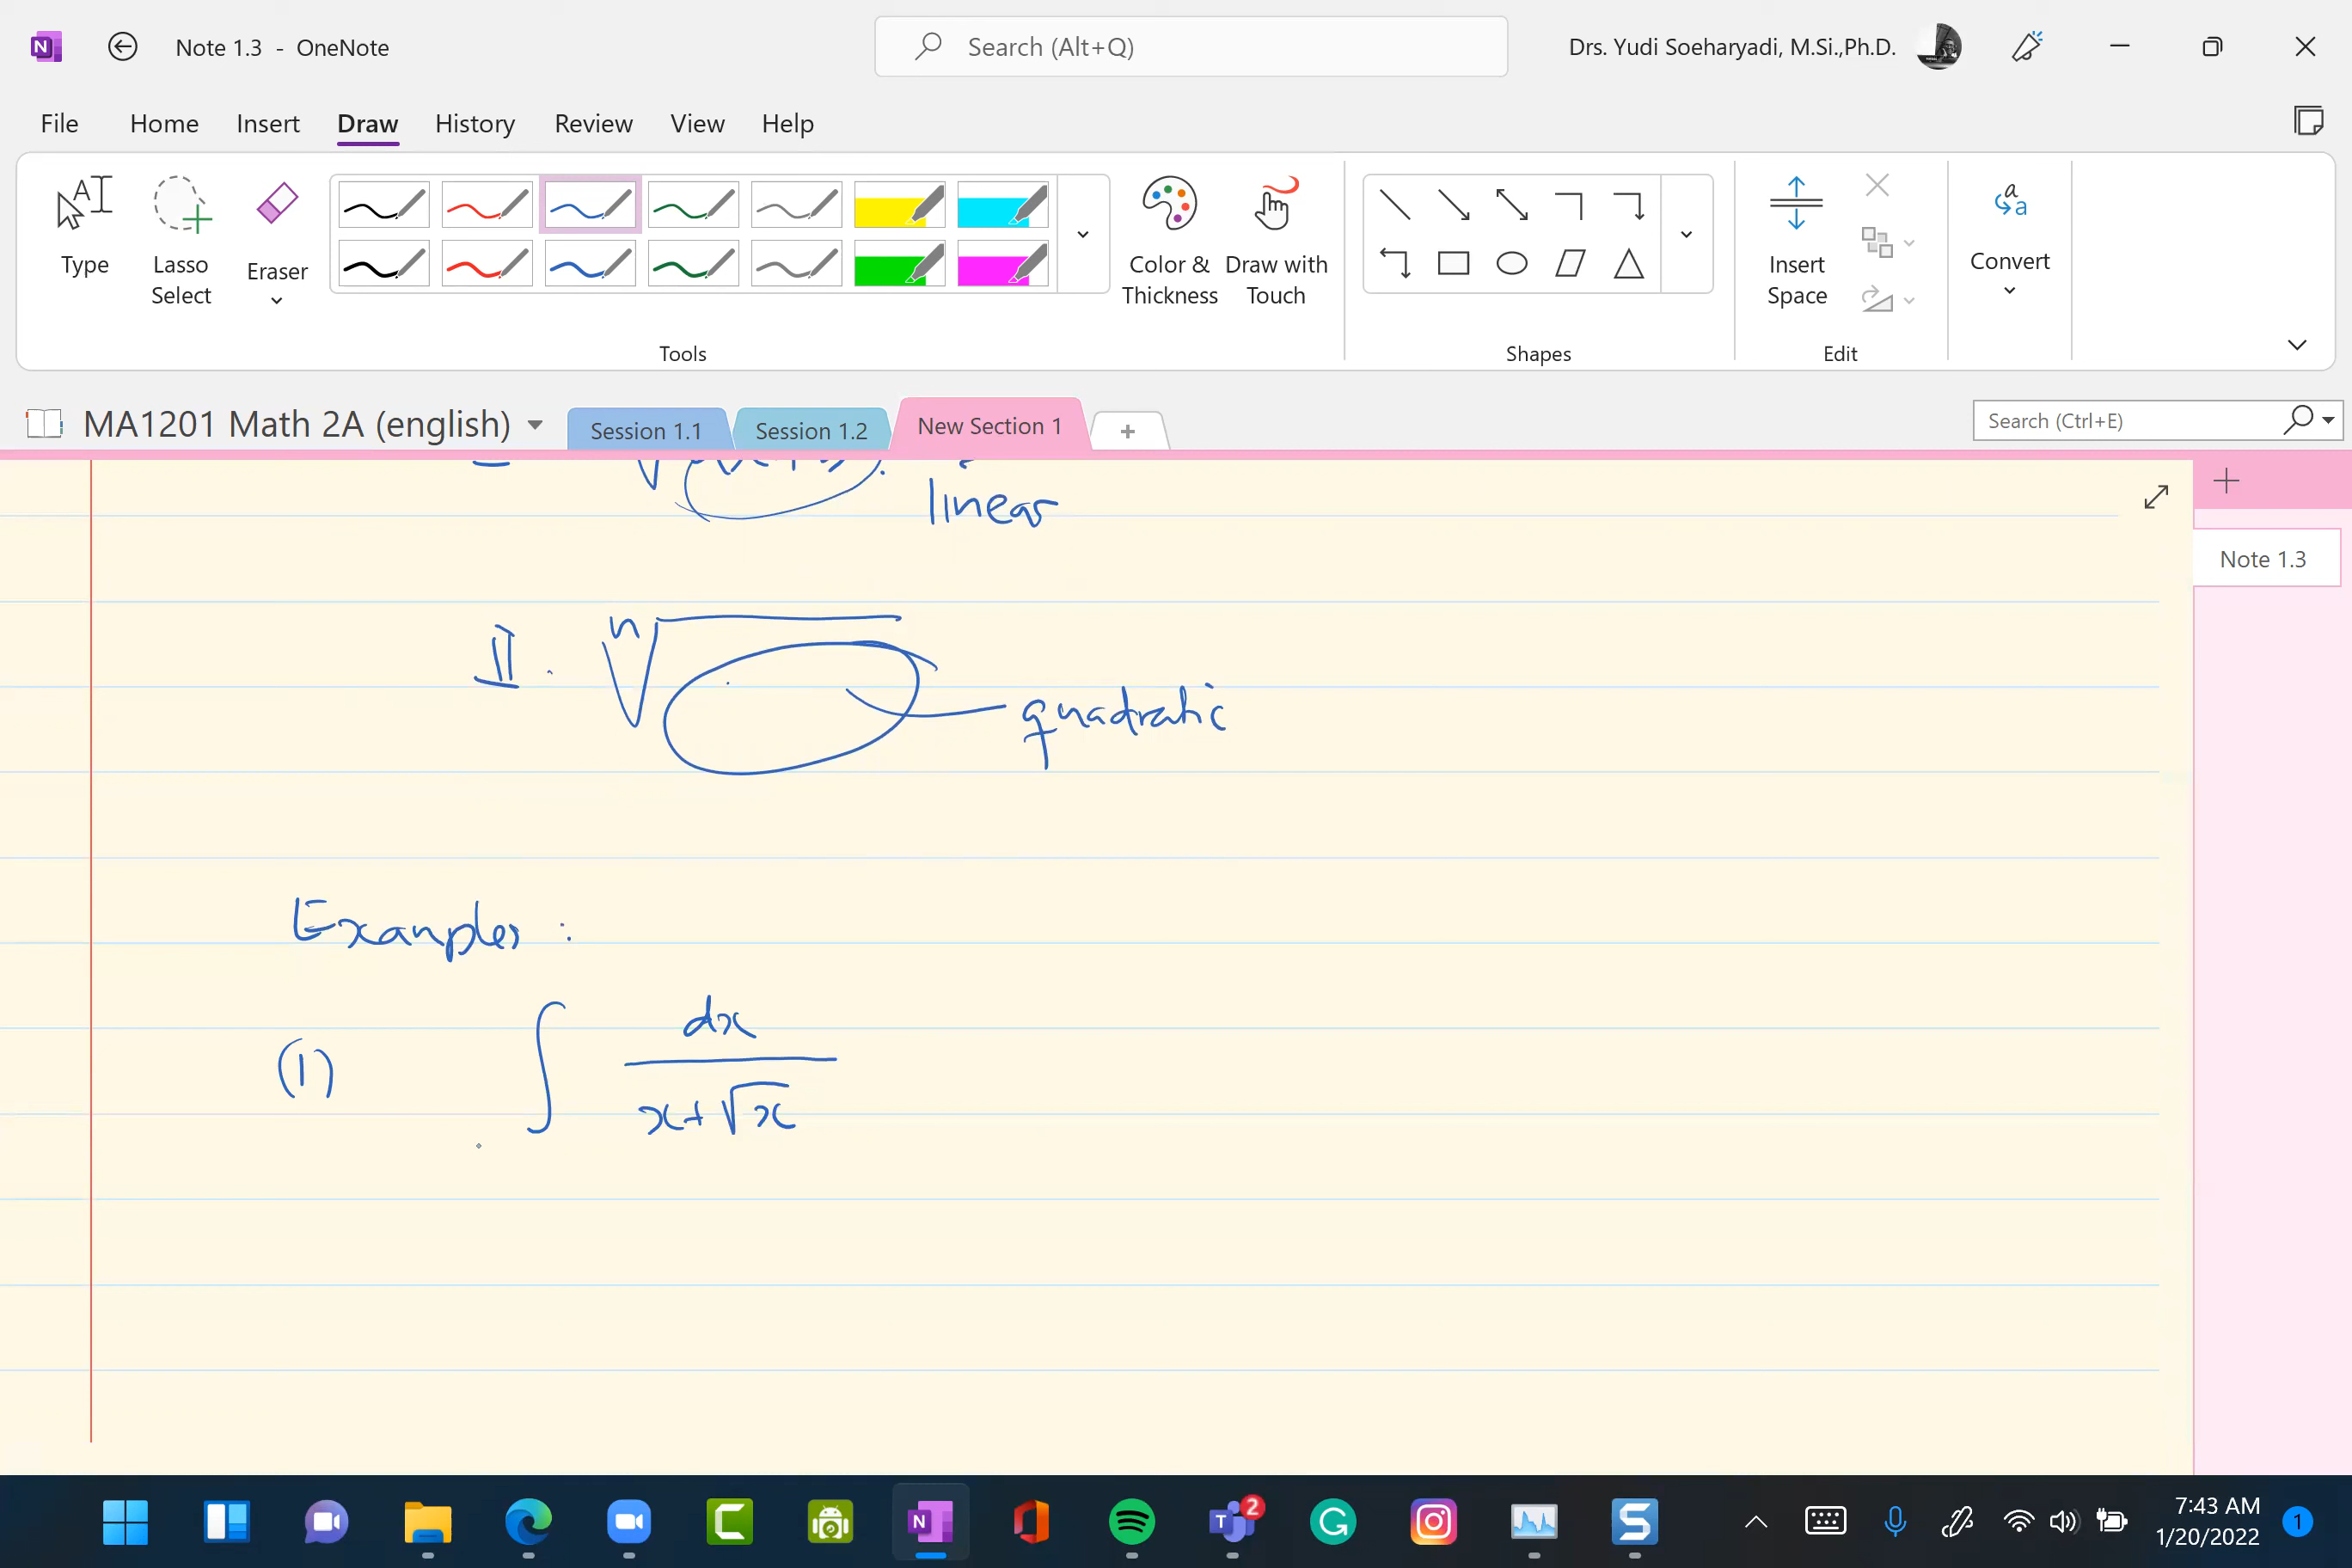 Note 1.3 - OneNote
Search (Alt+Q)
Drs. Yudi Soeharyadi, M.Si.,Ph.D.
File Home Insert Draw History Review View Help
Type
Lasso Select
Eraser
Color & Thickness
Draw with Touch
Insert Space
Convert
Tools
Shapes
Edit
MA1201 Math 2A (english)
Session 1.1
Session 1.2
New Section 1
Search (Ctrl+E)
Note 1.3
linear
II. ⁿ√ quadratic
Examples :
(1) ∫ dx / (x+√x)
2
7:43 AM
1/20/2022
1